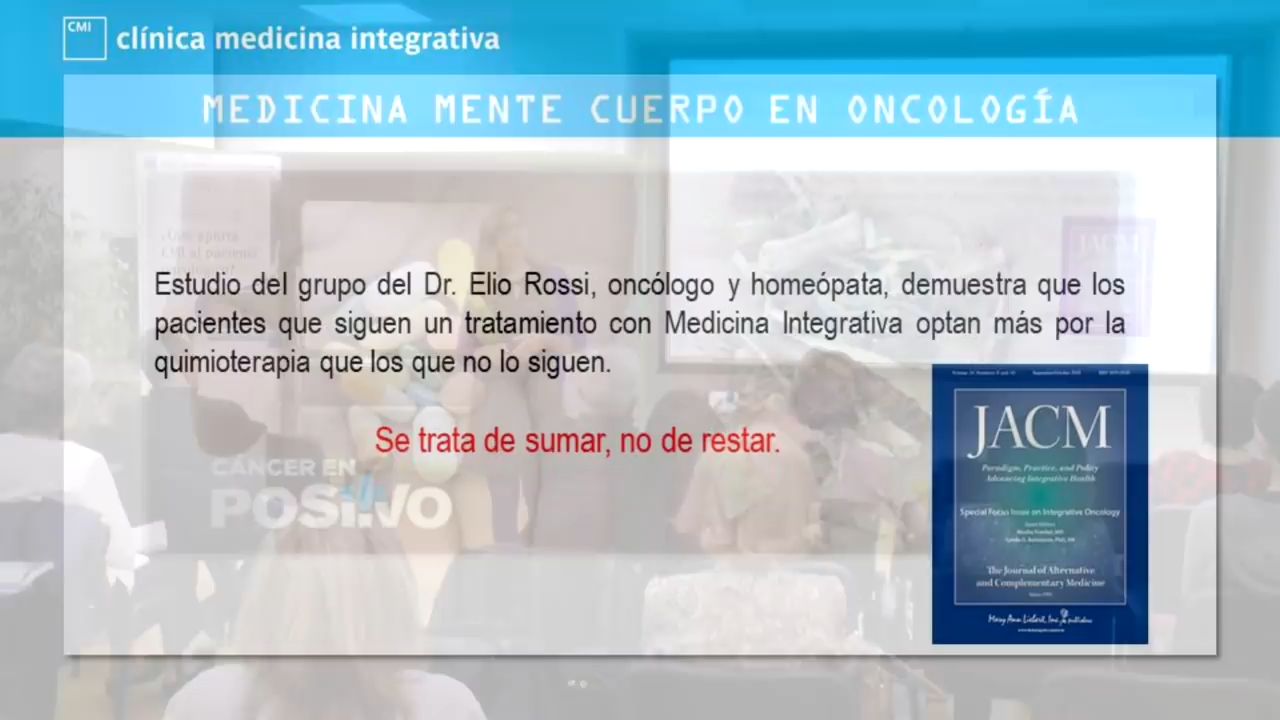 CMI
clínica medicina integrativa
MEDICINA MENTE CUERPO EN ONCOLOGÍA
Estudio del grupo del Dr. Elio Rossi, oncólogo y homeópata, demuestra que los
pacientes que siguen un tratamiento con Medicina Integrativa optan más por la
quimioterapia que los que no lo siguen.
Se trata de sumar, no de restar.
CÁNCER EN
POSITIVO
JACM
JACM
Paradigm, Practice, and Policy
Advancing Integrative Health
Special Focus Issue on Integrative Oncology
The Journal of Alternative
and Complementary Medicine
Mary Ann Liebert, Inc.